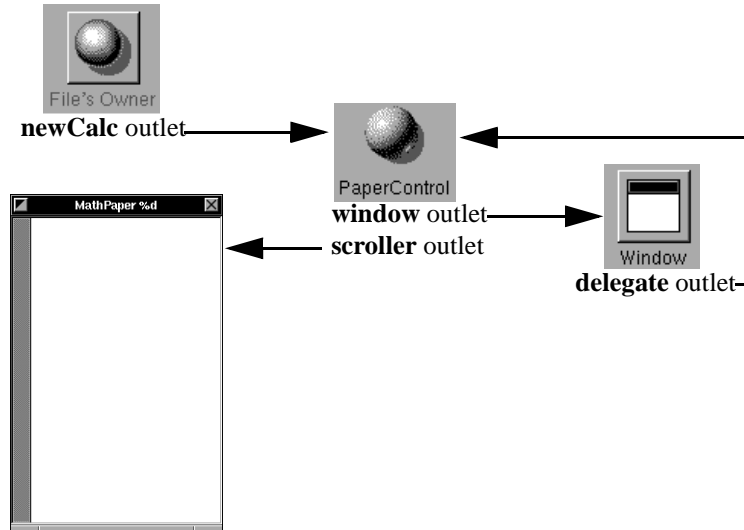 File's Owner
newCalc outlet
PaperControl
window outlet
scroller outlet
MathPaper %d
Window
delegate outlet